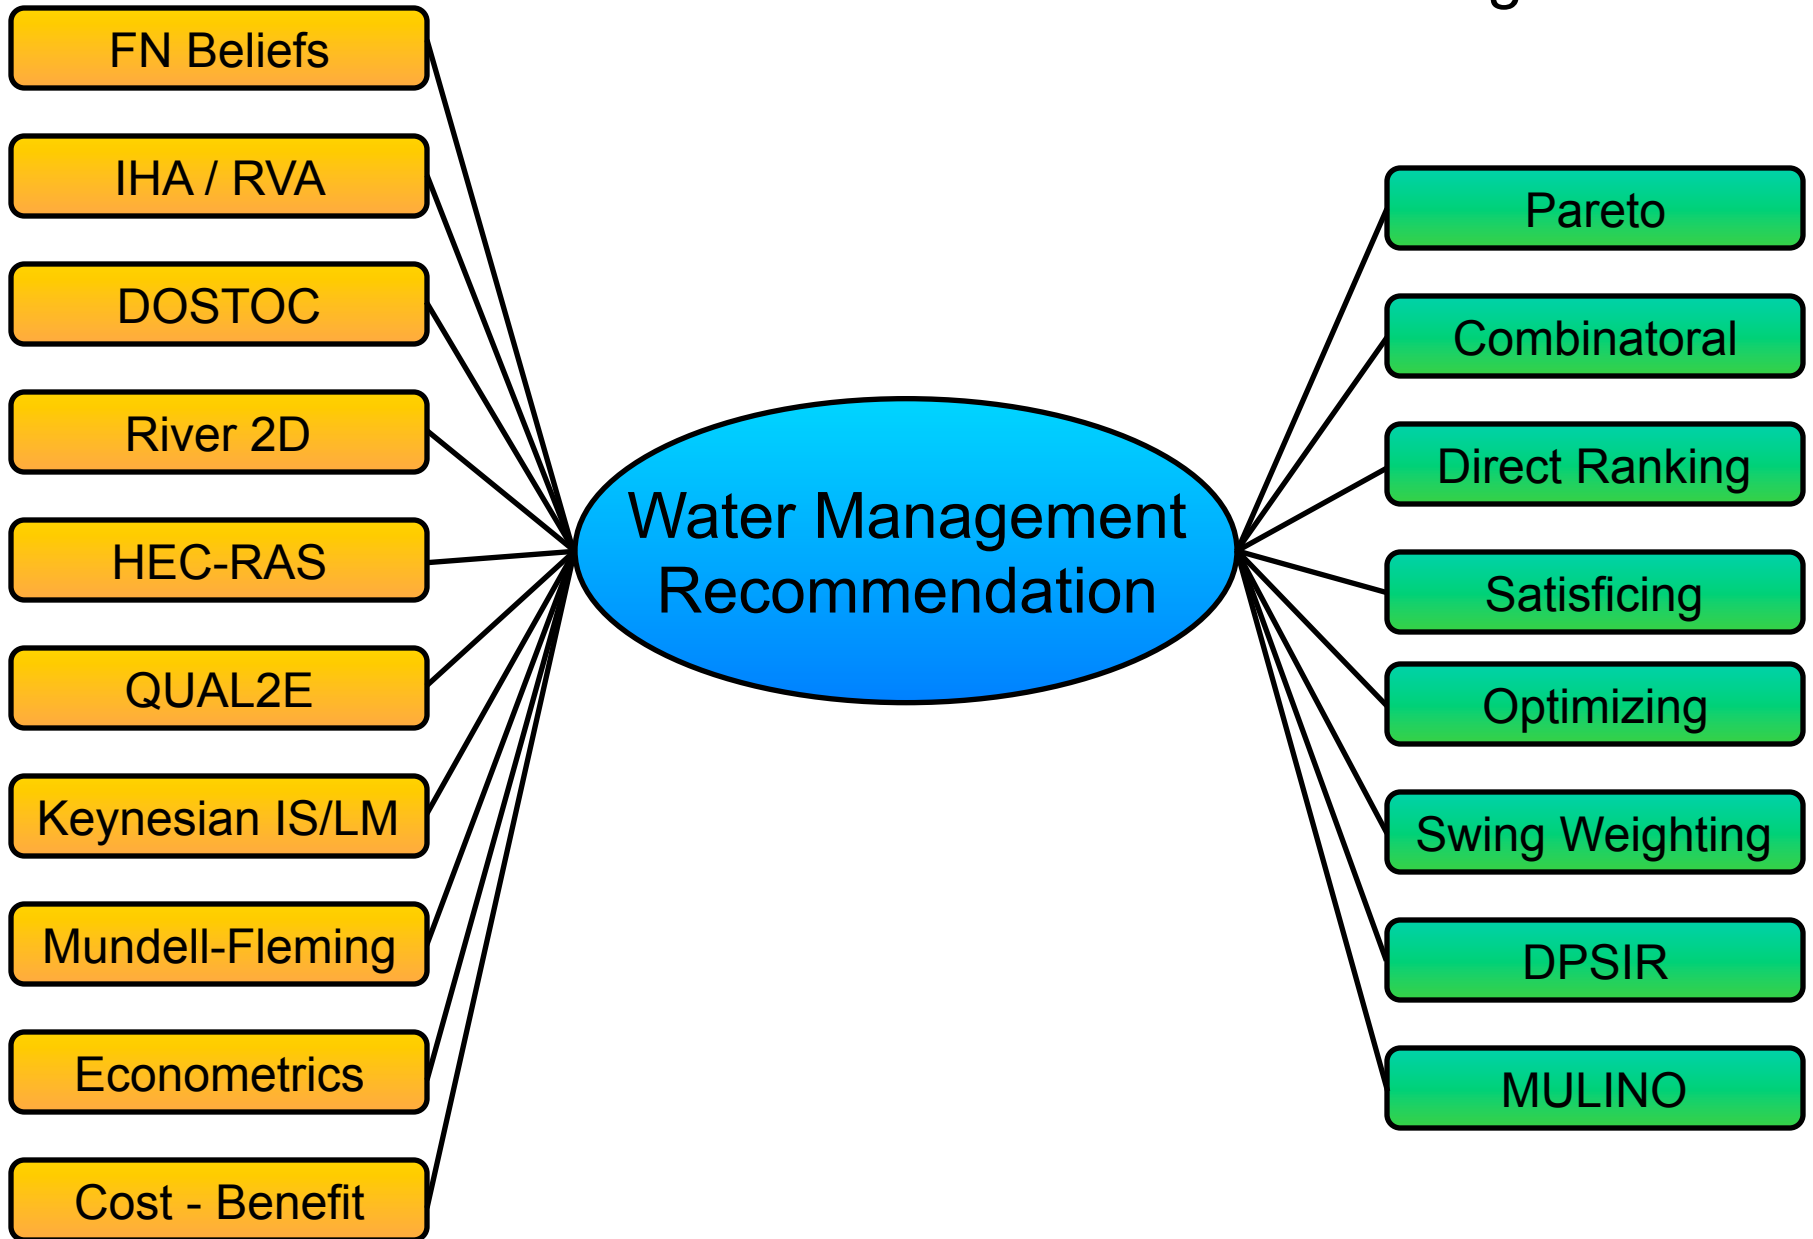 FN Beliefs
IHA / RVA
DOSTOC
River 2D
HEC-RAS
QUAL2E
Keynesian IS/LM
Mundell-Fleming
Econometrics
Cost - Benefit
Water Management
Recommendation
Pareto
Combinatoral
Direct Ranking
Satisficing
Optimizing
Swing Weighting
DPSIR
MULINO